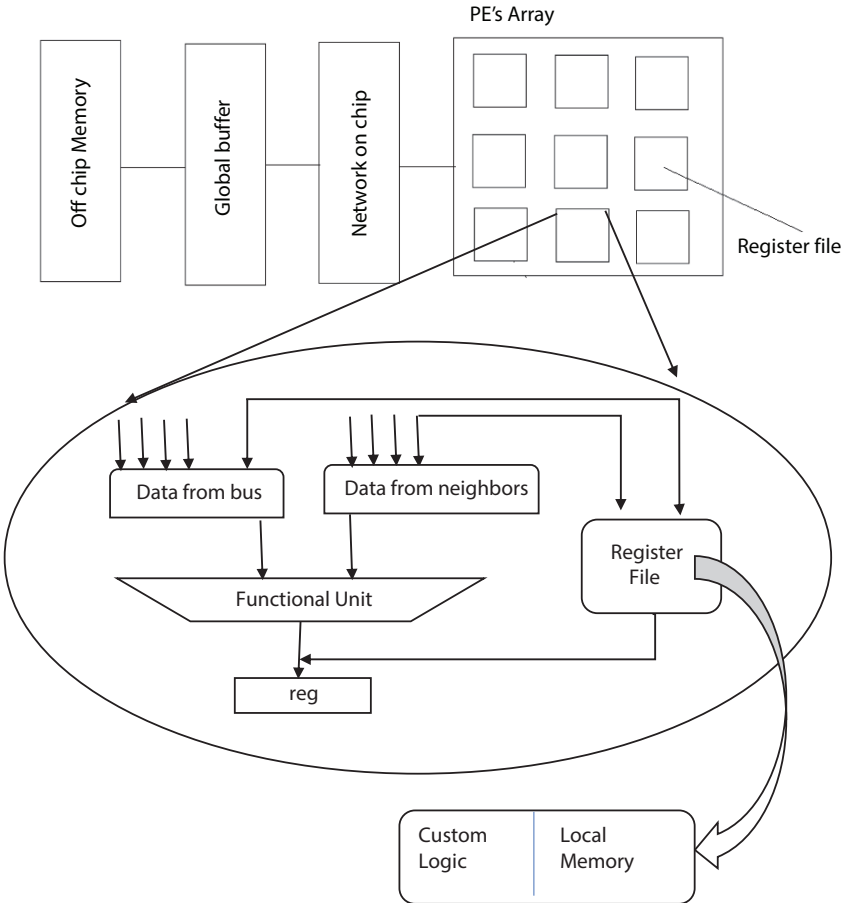 PE's Array
Off chip Memory
Global buffer
Network on chip
Register file
Data from bus
Data from neighbors
Register
File
Functional Unit
reg
Custom
Logic
Local
Memory